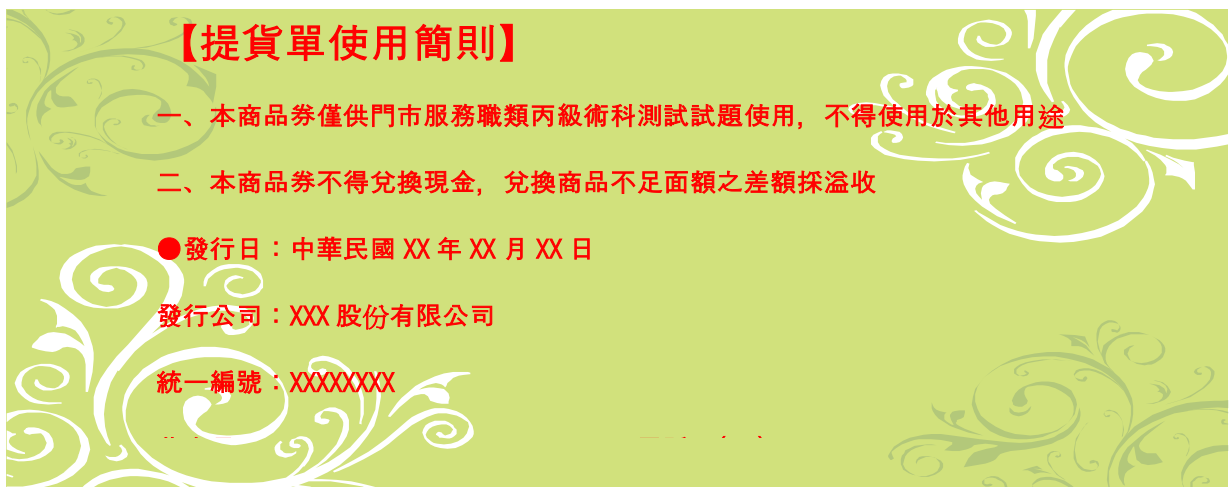 【提貨單使用簡則】
一、本商品券僅供門市服務職類丙級術科測試試題使用，不得使用於其他用途
二、本商品券不得兌換現金，兌換商品不足面額之差額採溢收
●發行日：中華民國 XX 年 XX 月 XX 日
發行公司：XXX 股份有限公司
統一編號：XXXXXXXX